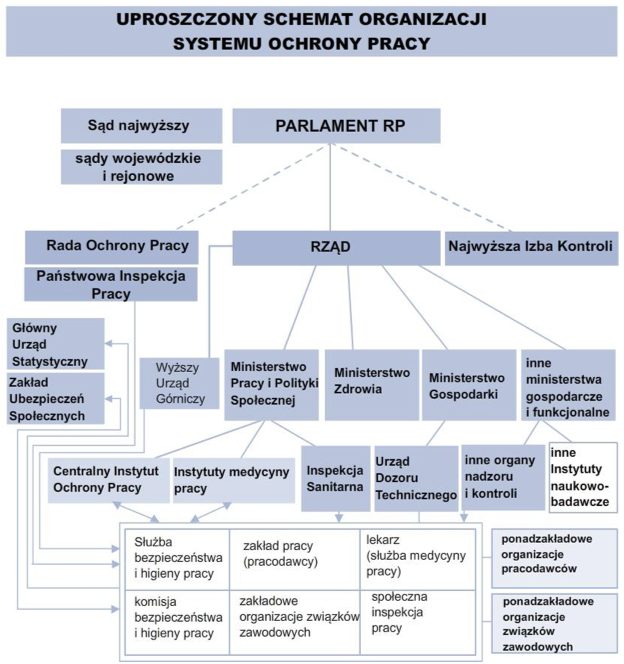 UPROSZCZONY SCHEMAT ORGANIZACJI
SYSTEMU OCHRONY PRACY
Sąd najwyższy
PARLAMENT RP
sądy wojewódzkie
i rejonowe
Rada Ochrony Pracy
RZĄD
Najwyższa Izba Kontroli
Państwowa Inspekcja
Pracy
Główny
Urząd
Statystyczny
Zakład
Ubezpieczeń
Społecznych
Wyższy
Urząd
Górniczy
Ministerstwo
Pracy i Polityki
Społecznej
Ministerstwo
Zdrowia
Ministerstwo
Gospodarki
inne
ministerstwa
gospodarcze
i funkcjonalne
Centralny Instytut
Ochrony Pracy
Instytuty medycyny
pracy
Inspekcja
Sanitarna
Urząd
Dozoru
Technicznego
inne organy
nadzoru
i kontroli
inne
Instytuty
naukowo-
badawcze
Służba
bezpieczeństwa
i higieny pracy
zakład pracy
(pracodawcy)
lekarz
(służba medycyny
pracy)
ponadzakładowe
organizacje
pracodawców
komisja
bezpieczeństwa
i higieny pracy
zakładowe
organizacje związków
zawodowych
społeczna
inspekcja
pracy
ponadzakładowe
organizacje
związków
zawodowych